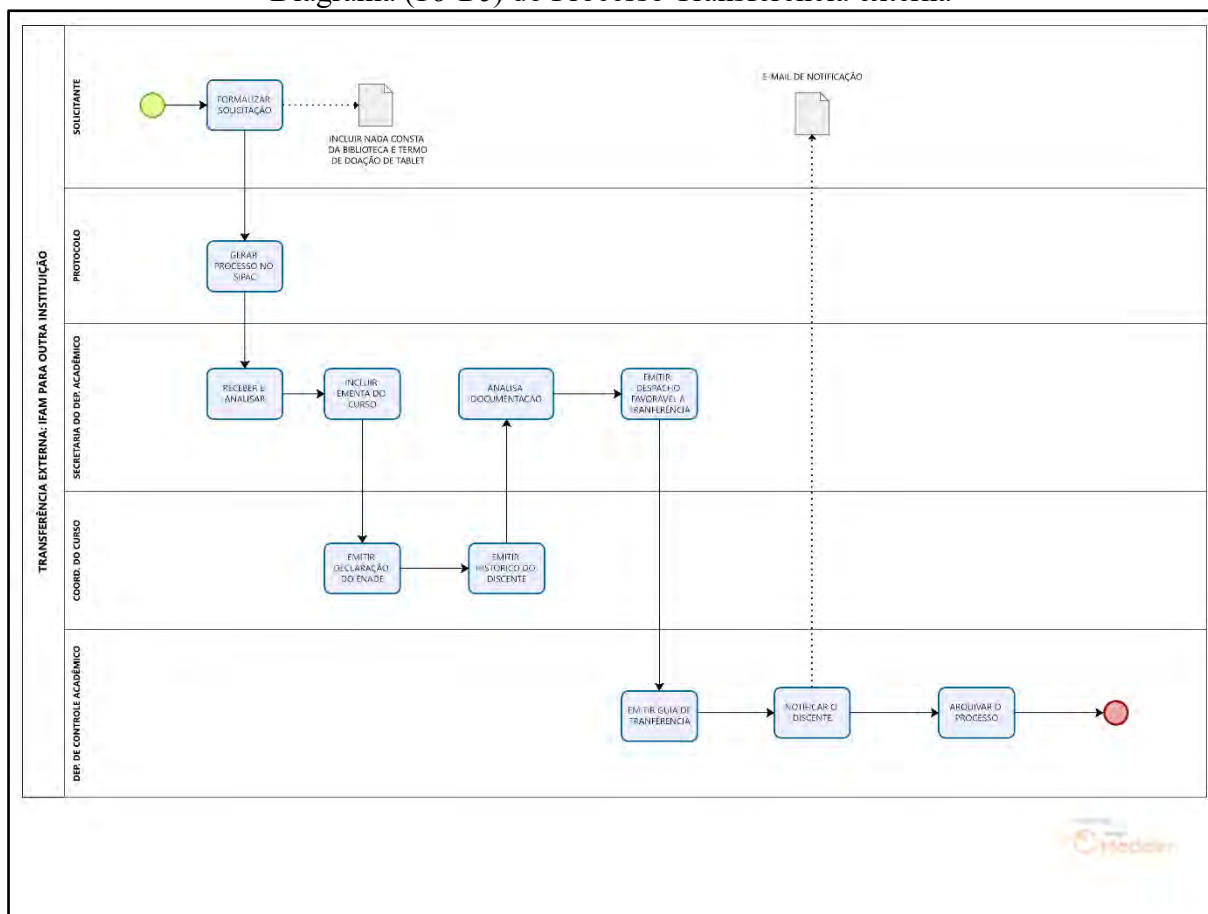 TRANSFERÊNCIA EXTERNA: IFAM PARA OUTRA INSTITUIÇÃO
SOLICITANTE
FORMALIZAR
SOLICITAÇÃO
INCLUIR NADA CONSTA
DA BIBLIOTECA E TERMO
DE DOAÇÃO DE TABLET
E-MAIL DE NOTIFICAÇÃO
PROTOCOLO
GERAR
PROCESSO NO
SIPAC
SECRETARIA DO DEP. ACADÊMICO
RECEBER E
ANALISAR
INCLUIR
EMENTA DO
CURSO
ANALISA
DOCUMENTAÇÃO
EMITIR
DESPACHO
FAVORÁVEL A
TRANFERÊNCIA
COORD. DO CURSO
EMITIR
DECLARAÇÃO
DO ENADE
EMITIR
HISTÓRICO DO
DISCENTE
DEP. DE CONTROLE ACADÊMICO
EMITIR GUIA DE
TRANFERÊNCIA
NOTIFICAR O
DISCENTE
ARQUIVAR O
PROCESSO